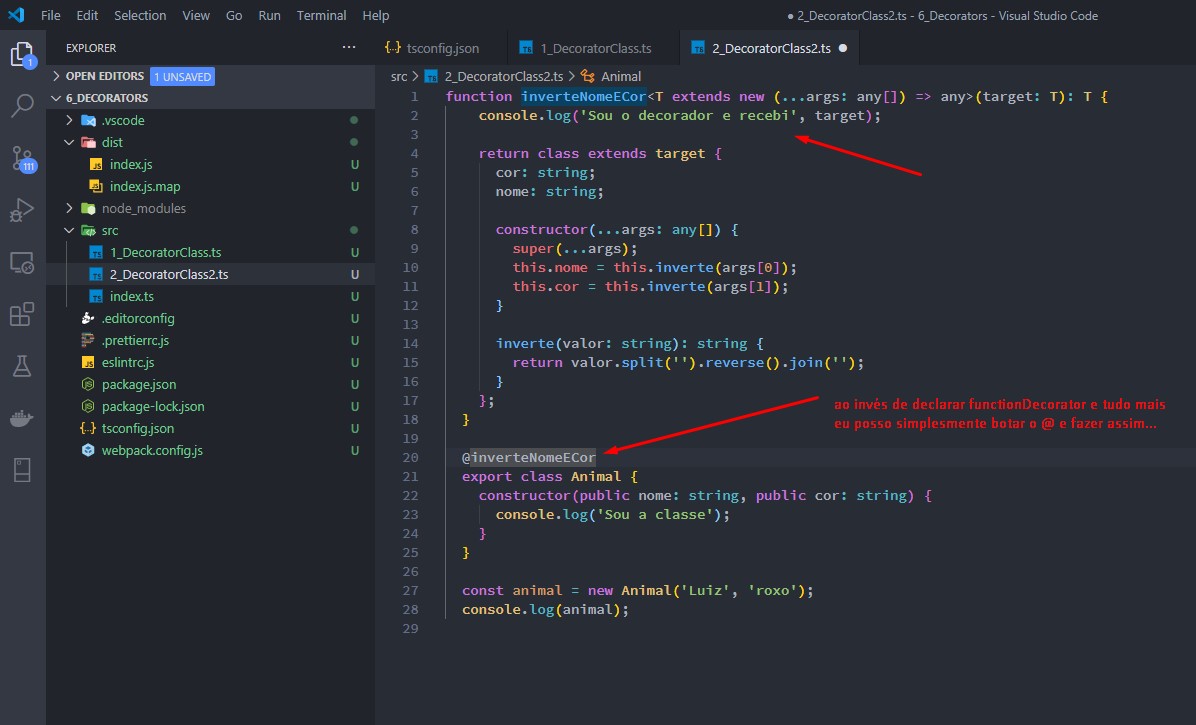 File Edit Selection View Go Run Terminal Help
● 2_DecoratorClass2.ts - 6_Decorators - Visual Studio Code
EXPLORER ...
OPEN EDITORS 1 UNSAVED
6_DECORATORS
.vscode
dist
index.js U
index.js.map U
node_modules
src
1_DecoratorClass.ts U
2_DecoratorClass2.ts U
index.ts U
.editorconfig U
.prettierrc.js U
eslintrc.js U
package.json U
package-lock.json U
tsconfig.json U
webpack.config.js U
1
111
tsconfig.json 1_DecoratorClass.ts 2_DecoratorClass2.ts ●
src > 2_DecoratorClass2.ts > Animal
1 function inverteNomeECor<T extends new (...args: any[]) => any>(target: T): T {
2 console.log('Sou o decorador e recebi', target);
3
4 return class extends target {
5 cor: string;
6 nome: string;
7
8 constructor(...args: any[]) {
9 super(...args);
10 this.nome = this.inverte(args[0]);
11 this.cor = this.inverte(args[1]);
12 }
13
14 inverte(valor: string): string {
15 return valor.split('').reverse().join('');
16 }
17 };
18 }
19
20 @inverteNomeECor
21 export class Animal {
22 constructor(public nome: string, public cor: string) {
23 console.log('Sou a classe');
24 }
25 }
26
27 const animal = new Animal('Luiz', 'roxo');
28 console.log(animal);
29
ao invés de declarar functionDecorator e tudo mais
eu posso simplesmente botar o @ e fazer assim...